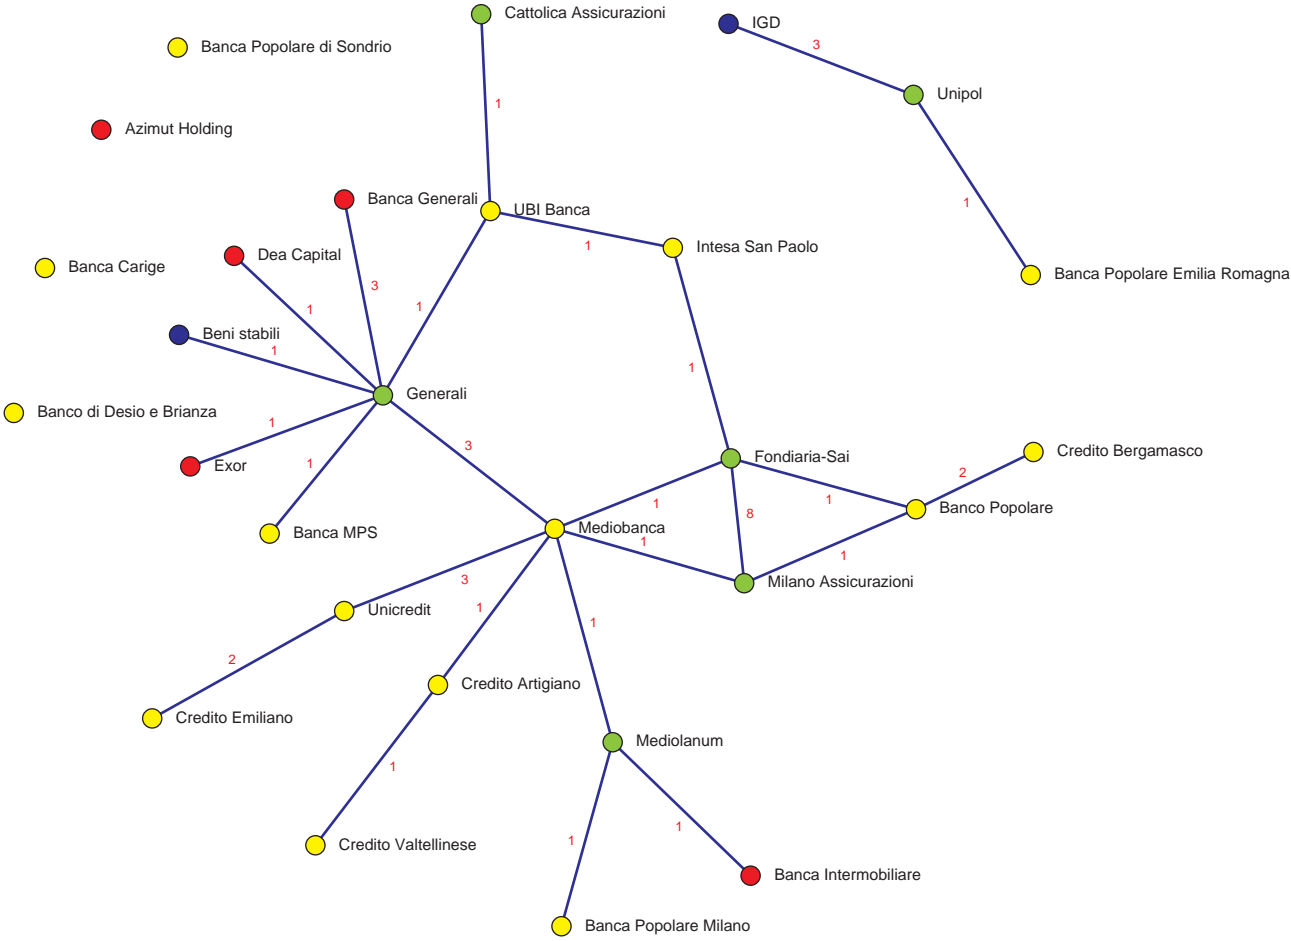 Cattolica Assicurazioni
IGD
Banca Popolare di Sondrio
3
Unipol
1
Azimut Holding
Banca Generali
UBI Banca
1
1
Intesa San Paolo
Dea Capital
Banca Carige
Banca Popolare Emilia Romagna
3
1
1
Beni stabili
1
1
Generali
Banco di Desio e Brianza
1
3
Fondiaria-Sai
Credito Bergamasco
1
Exor
2
1
1
Banco Popolare
8
Mediobanca
Banca MPS
1
1
Milano Assicurazioni
3
1
Unicredit
1
2
Credito Artigiano
Credito Emiliano
Mediolanum
1
1
1
Credito Valtellinese
Banca Intermobiliare
Banca Popolare Milano